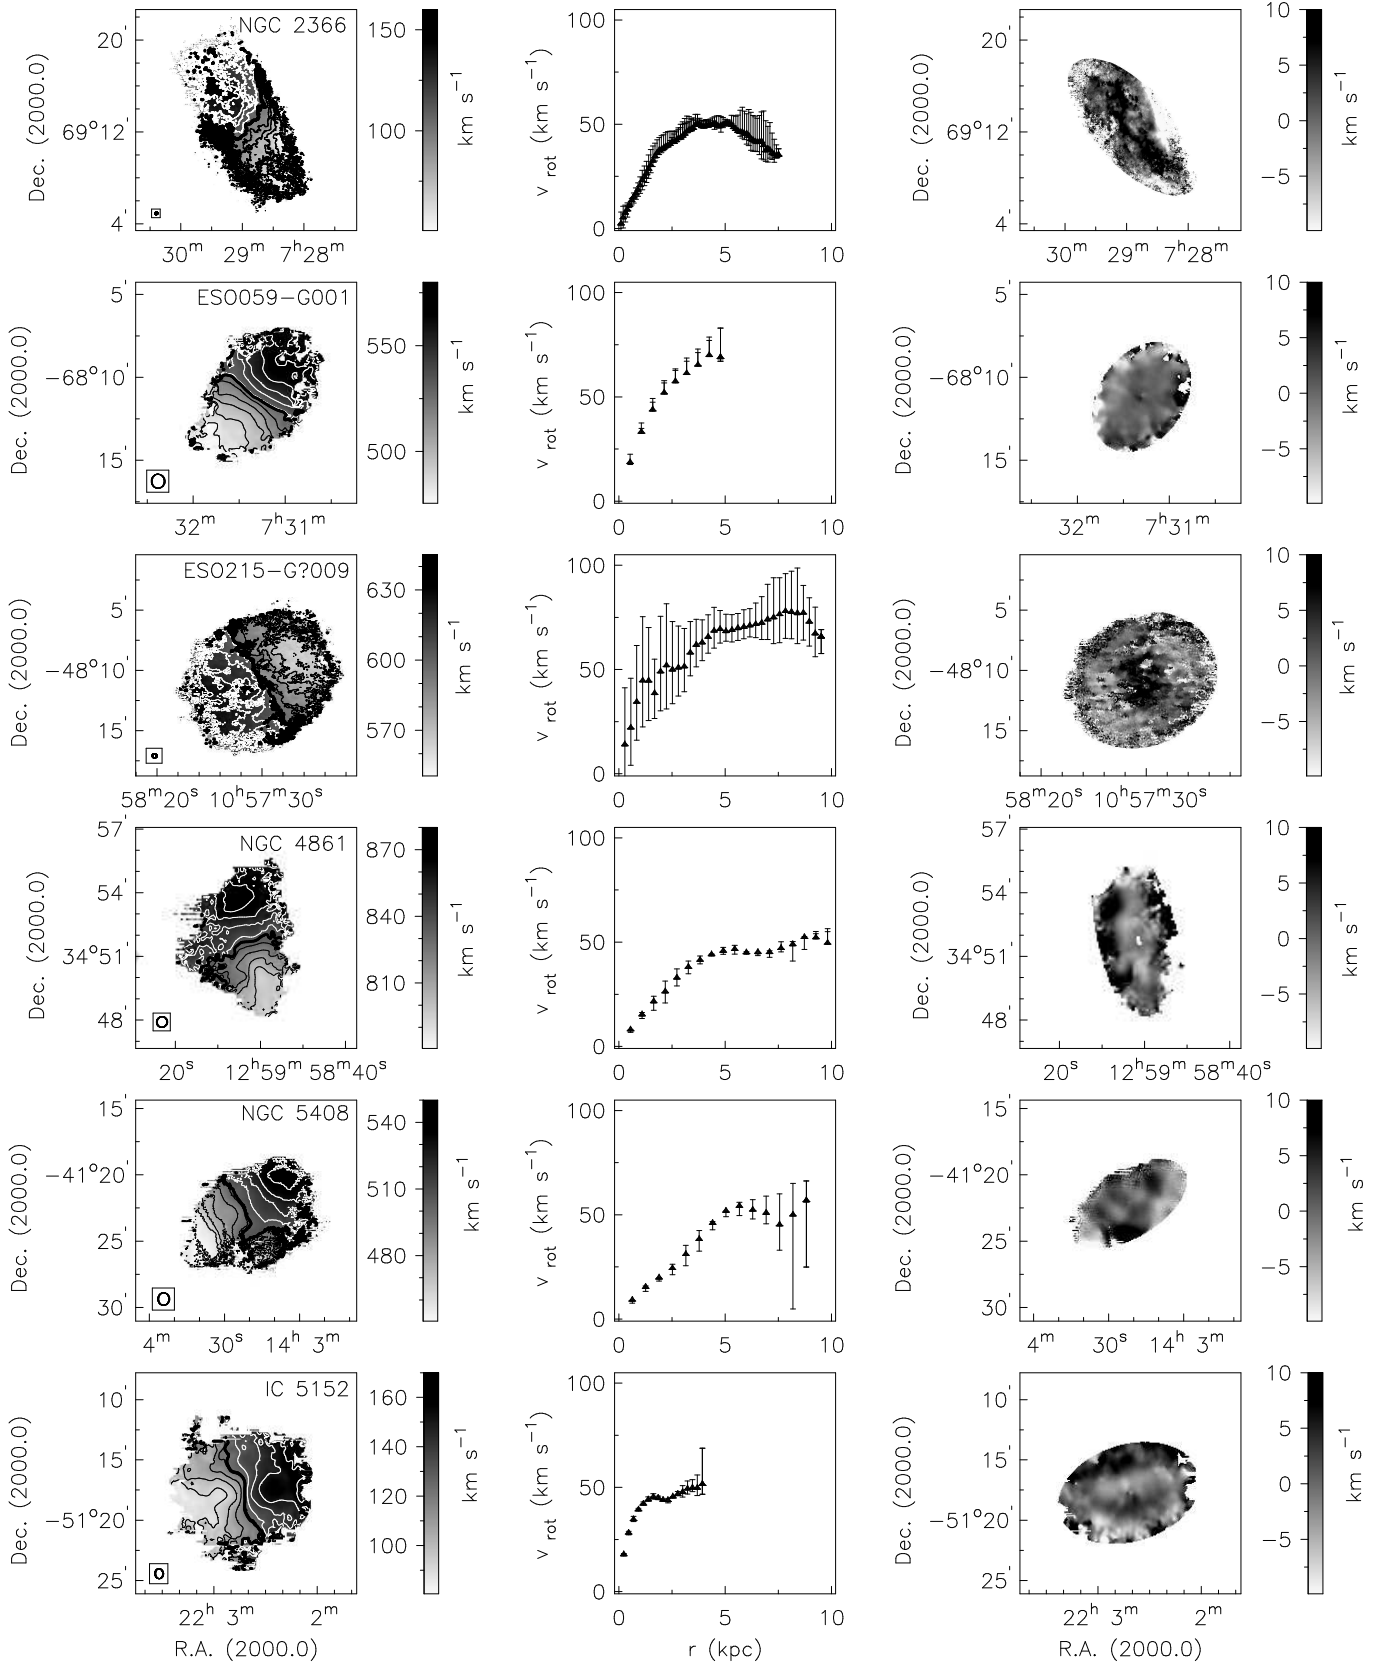 NGC 2366
20'
69°12'
4'
Dec. (2000.0)
30ᵐ 29ᵐ 7ʰ28ᵐ
150
100
km s⁻¹
100
50
0
v rot (km s⁻¹)
0 5 10
20'
69°12'
4'
Dec. (2000.0)
30ᵐ 29ᵐ 7ʰ28ᵐ
10
5
0
−5
km s⁻¹
ESO059−G001
5'
−68°10'
15'
Dec. (2000.0)
32ᵐ 7ʰ31ᵐ
550
500
km s⁻¹
100
50
0
v rot (km s⁻¹)
0 5 10
5'
−68°10'
15'
Dec. (2000.0)
32ᵐ 7ʰ31ᵐ
10
5
0
−5
km s⁻¹
ESO215−G?009
5'
−48°10'
15'
Dec. (2000.0)
58ᵐ20ˢ 10ʰ57ᵐ30ˢ
630
600
570
km s⁻¹
100
50
0
v rot (km s⁻¹)
0 5 10
5'
−48°10'
15'
Dec. (2000.0)
58ᵐ20ˢ 10ʰ57ᵐ30ˢ
10
5
0
−5
km s⁻¹
NGC 4861
57'
54'
34°51'
48'
Dec. (2000.0)
20ˢ 12ʰ59ᵐ 58ᵐ40ˢ
870
840
810
km s⁻¹
100
50
0
v rot (km s⁻¹)
0 5 10
57'
54'
34°51'
48'
Dec. (2000.0)
20ˢ 12ʰ59ᵐ 58ᵐ40ˢ
10
5
0
−5
km s⁻¹
NGC 5408
15'
−41°20'
25'
30'
Dec. (2000.0)
4ᵐ 30ˢ 14ʰ 3ᵐ
540
510
480
km s⁻¹
100
50
0
v rot (km s⁻¹)
0 5 10
15'
−41°20'
25'
30'
Dec. (2000.0)
4ᵐ 30ˢ 14ʰ 3ᵐ
10
5
0
−5
km s⁻¹
IC 5152
10'
15'
−51°20'
25'
Dec. (2000.0)
22ʰ 3ᵐ 2ᵐ
R.A. (2000.0)
160
140
120
100
km s⁻¹
100
50
0
v rot (km s⁻¹)
0 5 10
r (kpc)
10'
15'
−51°20'
25'
Dec. (2000.0)
22ʰ 3ᵐ 2ᵐ
R.A. (2000.0)
10
5
0
−5
km s⁻¹